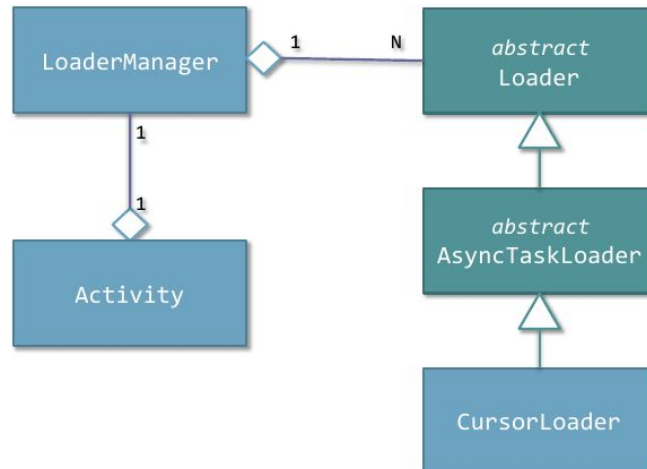 LoaderManager
1
N
abstract
Loader
1
1
Activity
abstract
AsyncTaskLoader
CursorLoader